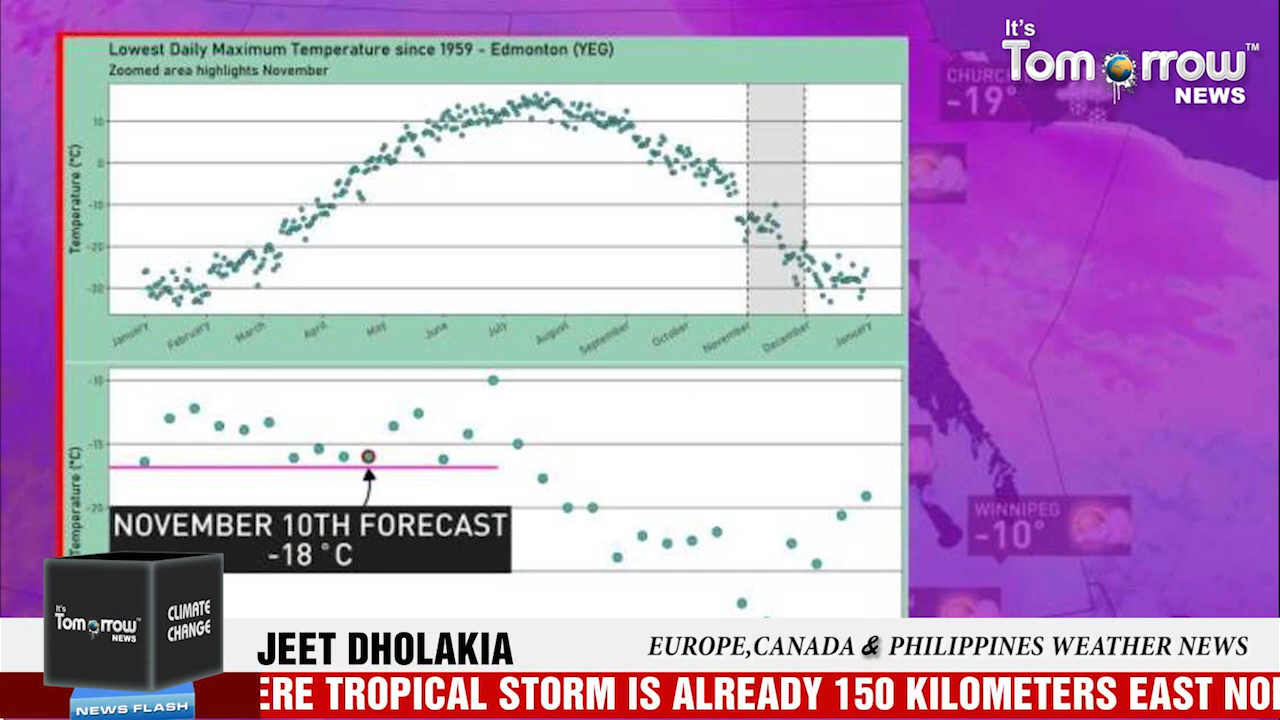 It's
Tomorrow™
NEWS
Lowest Daily Maximum Temperature since 1959 - Edmonton (YEG)
Zoomed area highlights November
Temperature (°C)
10
0
-10
-20
-30
January February March April May June July August September October November December January
CHURCH
-19°
Temperature (°C)
-10
-15
-20
NOVEMBER 10TH FORECAST
-18°C
WINNIPEG
-10°
It's
Tomorrow
NEWS
CLIMATE
CHANGE
JEET DHOLAKIA
EUROPE,CANADA & PHILIPPINES WEATHER NEWS
ERE TROPICAL STORM IS ALREADY 150 KILOMETERS EAST NO
NEWS FLASH